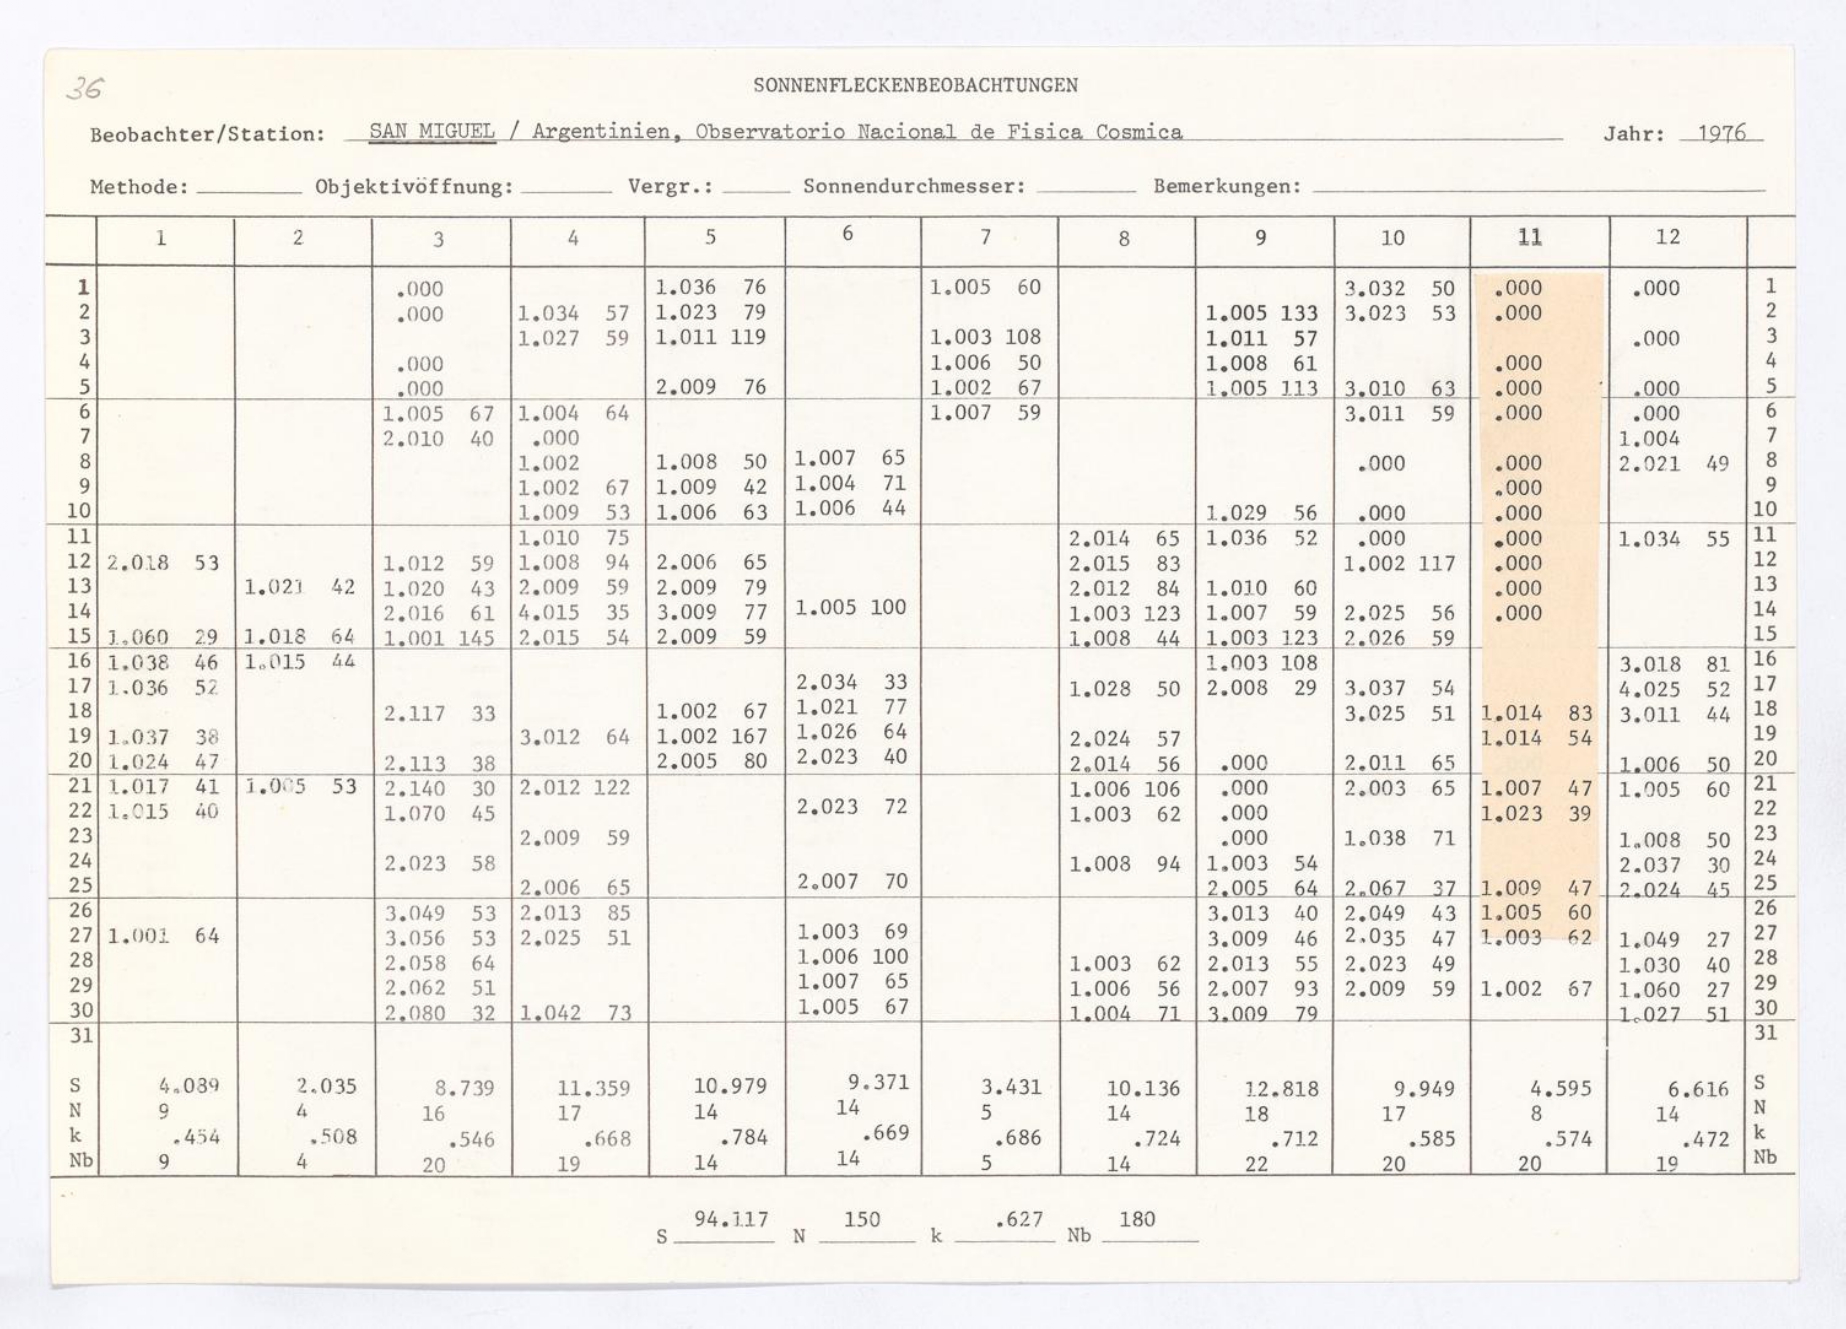 36
SONNENFLECKENBEOBACHTUNGEN
Beobachter/Station: SAN MIGUEL / Argentinien, Observatorio Nacional de Fisica Cosmica Jahr: 1976
Methode: Objektivöffnung: Vergr.: Sonnendurchmesser: Bemerkungen:
1 2 3 4 5 6 7 8 9 10 11 12
1 .000 1.036 76 1.005 60 3.032 50 .000 .000 1
2 .000 1.034 57 1.023 79 1.005 133 3.023 53 .000 2
3 1.027 59 1.011 119 1.003 108 1.011 57 .000 3
4 .000 1.006 50 1.008 61 .000 4
5 .000 2.009 76 1.002 67 1.005 113 3.010 63 .000 .000 5
6 1.005 67 1.004 64 1.007 59 3.011 59 .000 .000 6
7 2.010 40 .000 1.004 7
8 1.002 1.008 50 1.007 65 .000 .000 2.021 49 8
9 1.002 67 1.009 42 1.004 71 .000 9
10 1.009 53 1.006 63 1.006 44 1.029 56 .000 .000 10
11 1.010 75 2.014 65 1.036 52 .000 .000 1.034 55 11
12 2.018 53 1.012 59 1.008 94 2.006 65 2.015 83 1.002 117 .000 12
13 1.021 42 1.020 43 2.009 59 2.009 79 2.012 84 1.010 60 .000 13
14 2.016 61 4.015 35 3.009 77 1.005 100 1.003 123 1.007 59 2.025 56 .000 14
15 1.060 29 1.018 64 1.001 145 2.015 54 2.009 59 1.008 44 1.003 123 2.026 59 15
16 1.038 46 1.015 44 1.003 108 3.018 81 16
17 1.036 52 2.034 33 1.028 50 2.008 29 3.037 54 4.025 52 17
18 2.117 33 1.002 67 1.021 77 3.025 51 1.014 83 3.011 44 18
19 1.037 38 3.012 64 1.002 167 1.026 64 2.024 57 1.014 54 19
20 1.024 47 2.113 38 2.005 80 2.023 40 2.014 56 .000 2.011 65 1.006 50 20
21 1.017 41 1.005 53 2.140 30 2.012 122 1.006 106 .000 2.003 65 1.007 47 1.005 60 21
22 1.015 40 1.070 45 2.023 72 1.003 62 .000 1.023 39 22
23 2.009 59 .000 1.038 71 1.008 50 23
24 2.023 58 1.008 94 1.003 54 2.037 30 24
25 2.006 65 2.007 70 2.005 64 2.067 37 1.009 47 2.024 45 25
26 3.049 53 2.013 85 3.013 40 2.049 43 1.005 60 26
27 1.001 64 3.056 53 2.025 51 1.003 69 3.009 46 2.035 47 1.003 62 1.049 27 27
28 2.058 64 1.006 100 1.003 62 2.013 55 2.023 49 1.030 40 28
29 2.062 51 1.007 65 1.006 56 2.007 93 2.009 59 1.002 67 1.060 27 29
30 2.080 32 1.042 73 1.005 67 1.004 71 3.009 79 1.027 51 30
31 31
S 4.089 2.035 8.739 11.359 10.979 9.371 3.431 10.136 12.818 9.949 4.595 6.616 S
N 9 4 16 17 14 14 5 14 18 17 8 14 N
k .454 .508 .546 .668 .784 .669 .686 .724 .712 .585 .574 .472 k
Nb 9 4 20 19 14 14 5 14 22 20 20 19 Nb
S 94.117 N 150 k .627 Nb 180